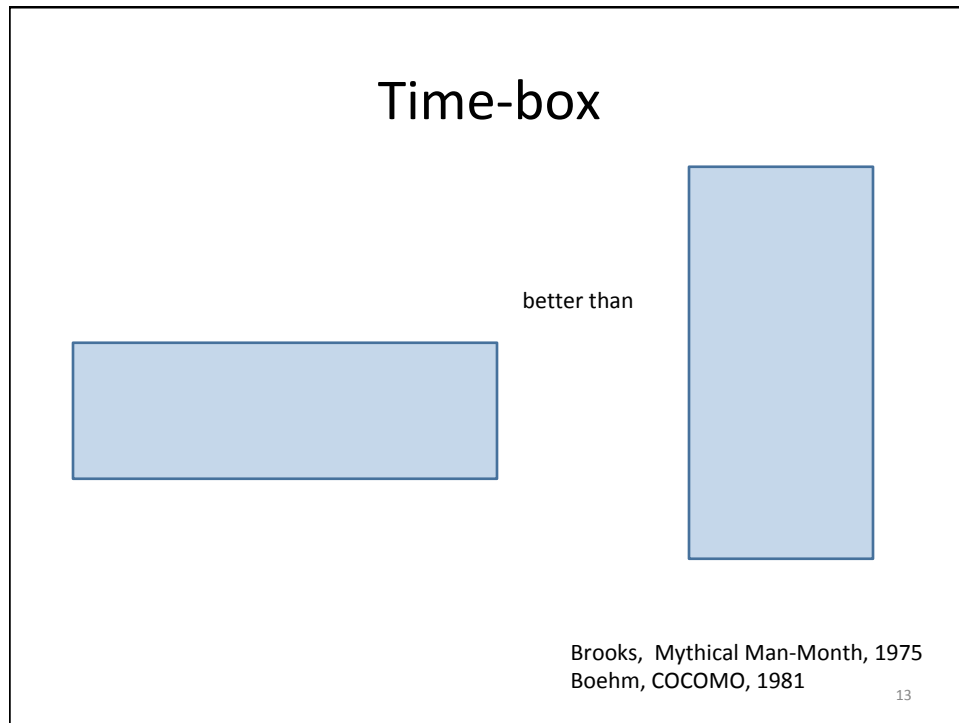 Time-box
better than
Brooks, Mythical Man-Month, 1975
Boehm, COCOMO, 1981
13